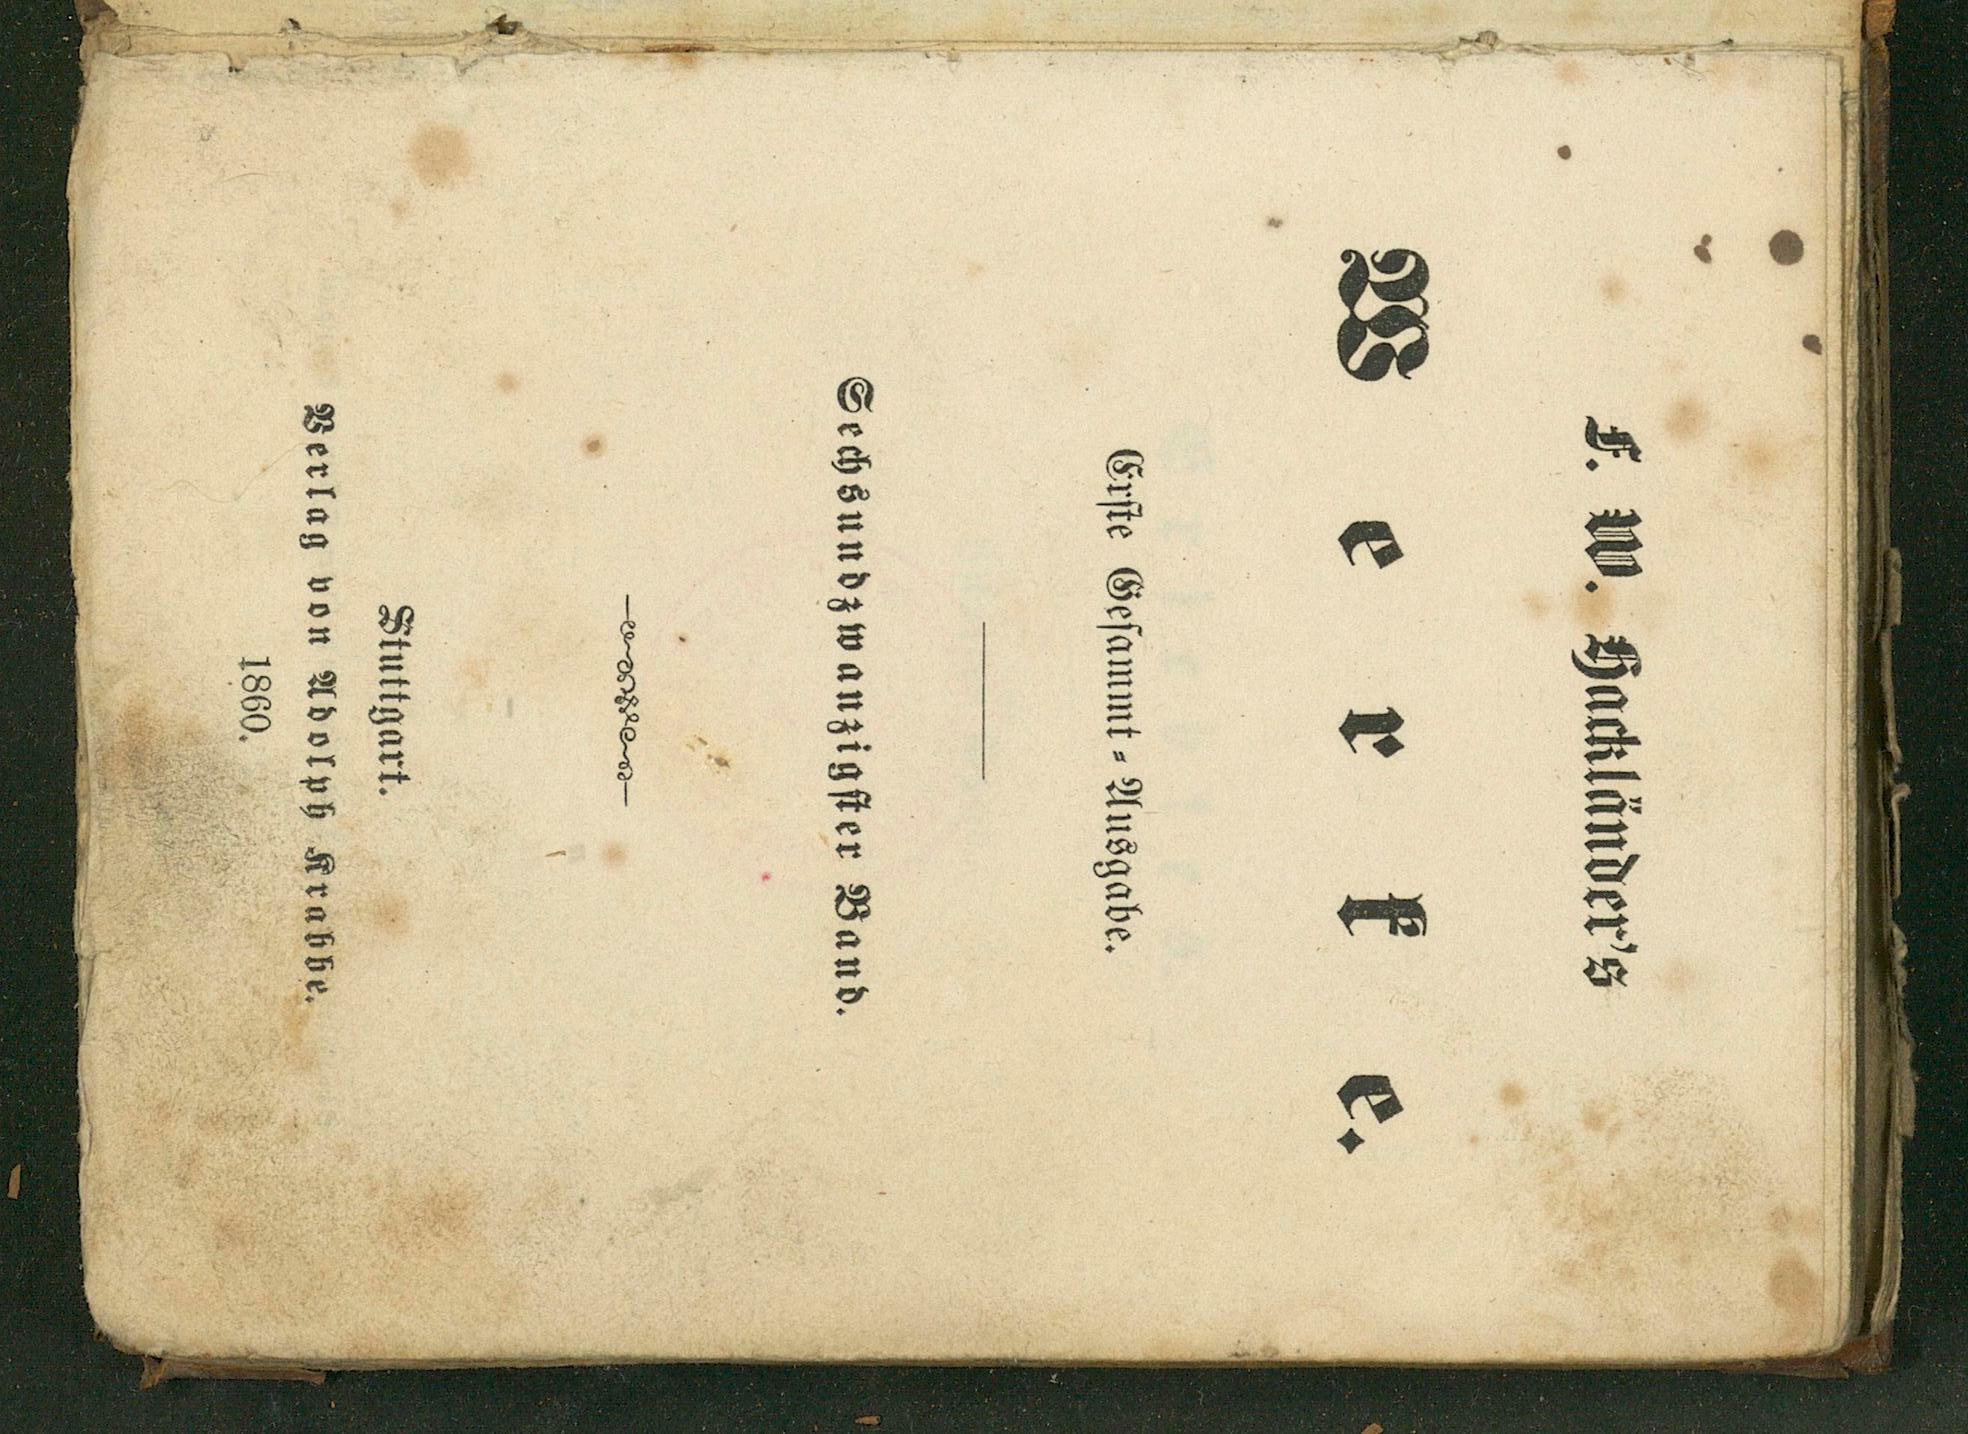 F. W. Hackländer's
Werke.
Erste Gesammt-Ausgabe.
Sechsundzwanzigster Band.
Stuttgart.
Verlag von Adolph Krabbe.
1860.